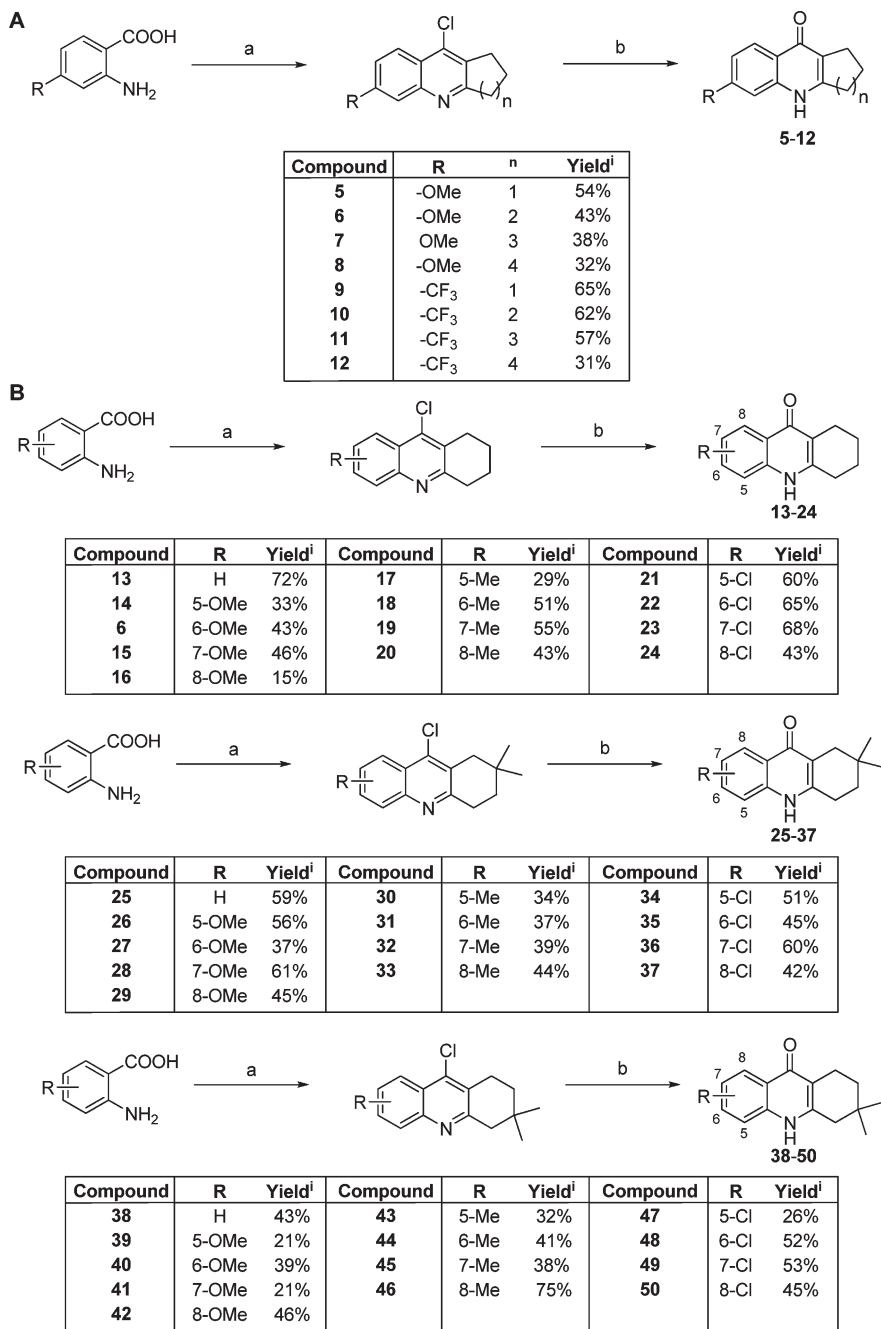 A
COOH
R
NH2
a
Cl
R
N
( )n
b
O
R
N
H
( )n
5-12
Compound R n Yieldⁱ
5 -OMe 1 54%
6 -OMe 2 43%
7 OMe 3 38%
8 -OMe 4 32%
9 -CF3 1 65%
10 -CF3 2 62%
11 -CF3 3 57%
12 -CF3 4 31%
B
COOH
R
NH2
a
Cl
R
N
b
O
8
7
R
6
5
N
H
13-24
Compound R Yieldⁱ Compound R Yieldⁱ Compound R Yieldⁱ
13 H 72% 17 5-Me 29% 21 5-Cl 60%
14 5-OMe 33% 18 6-Me 51% 22 6-Cl 65%
6 6-OMe 43% 19 7-Me 55% 23 7-Cl 68%
15 7-OMe 46% 20 8-Me 43% 24 8-Cl 43%
16 8-OMe 15%
COOH
R
NH2
a
Cl
R
N
b
O
8
7
R
6
5
N
H
25-37
Compound R Yieldⁱ Compound R Yieldⁱ Compound R Yieldⁱ
25 H 59% 30 5-Me 34% 34 5-Cl 51%
26 5-OMe 56% 31 6-Me 37% 35 6-Cl 45%
27 6-OMe 37% 32 7-Me 39% 36 7-Cl 60%
28 7-OMe 61% 33 8-Me 44% 37 8-Cl 42%
29 8-OMe 45%
COOH
R
NH2
a
Cl
R
N
b
O
8
7
R
6
5
N
H
38-50
Compound R Yieldⁱ Compound R Yieldⁱ Compound R Yieldⁱ
38 H 43% 43 5-Me 32% 47 5-Cl 26%
39 5-OMe 21% 44 6-Me 41% 48 6-Cl 52%
40 6-OMe 39% 45 7-Me 38% 49 7-Cl 53%
41 7-OMe 21% 46 8-Me 75% 50 8-Cl 45%
42 8-OMe 46%